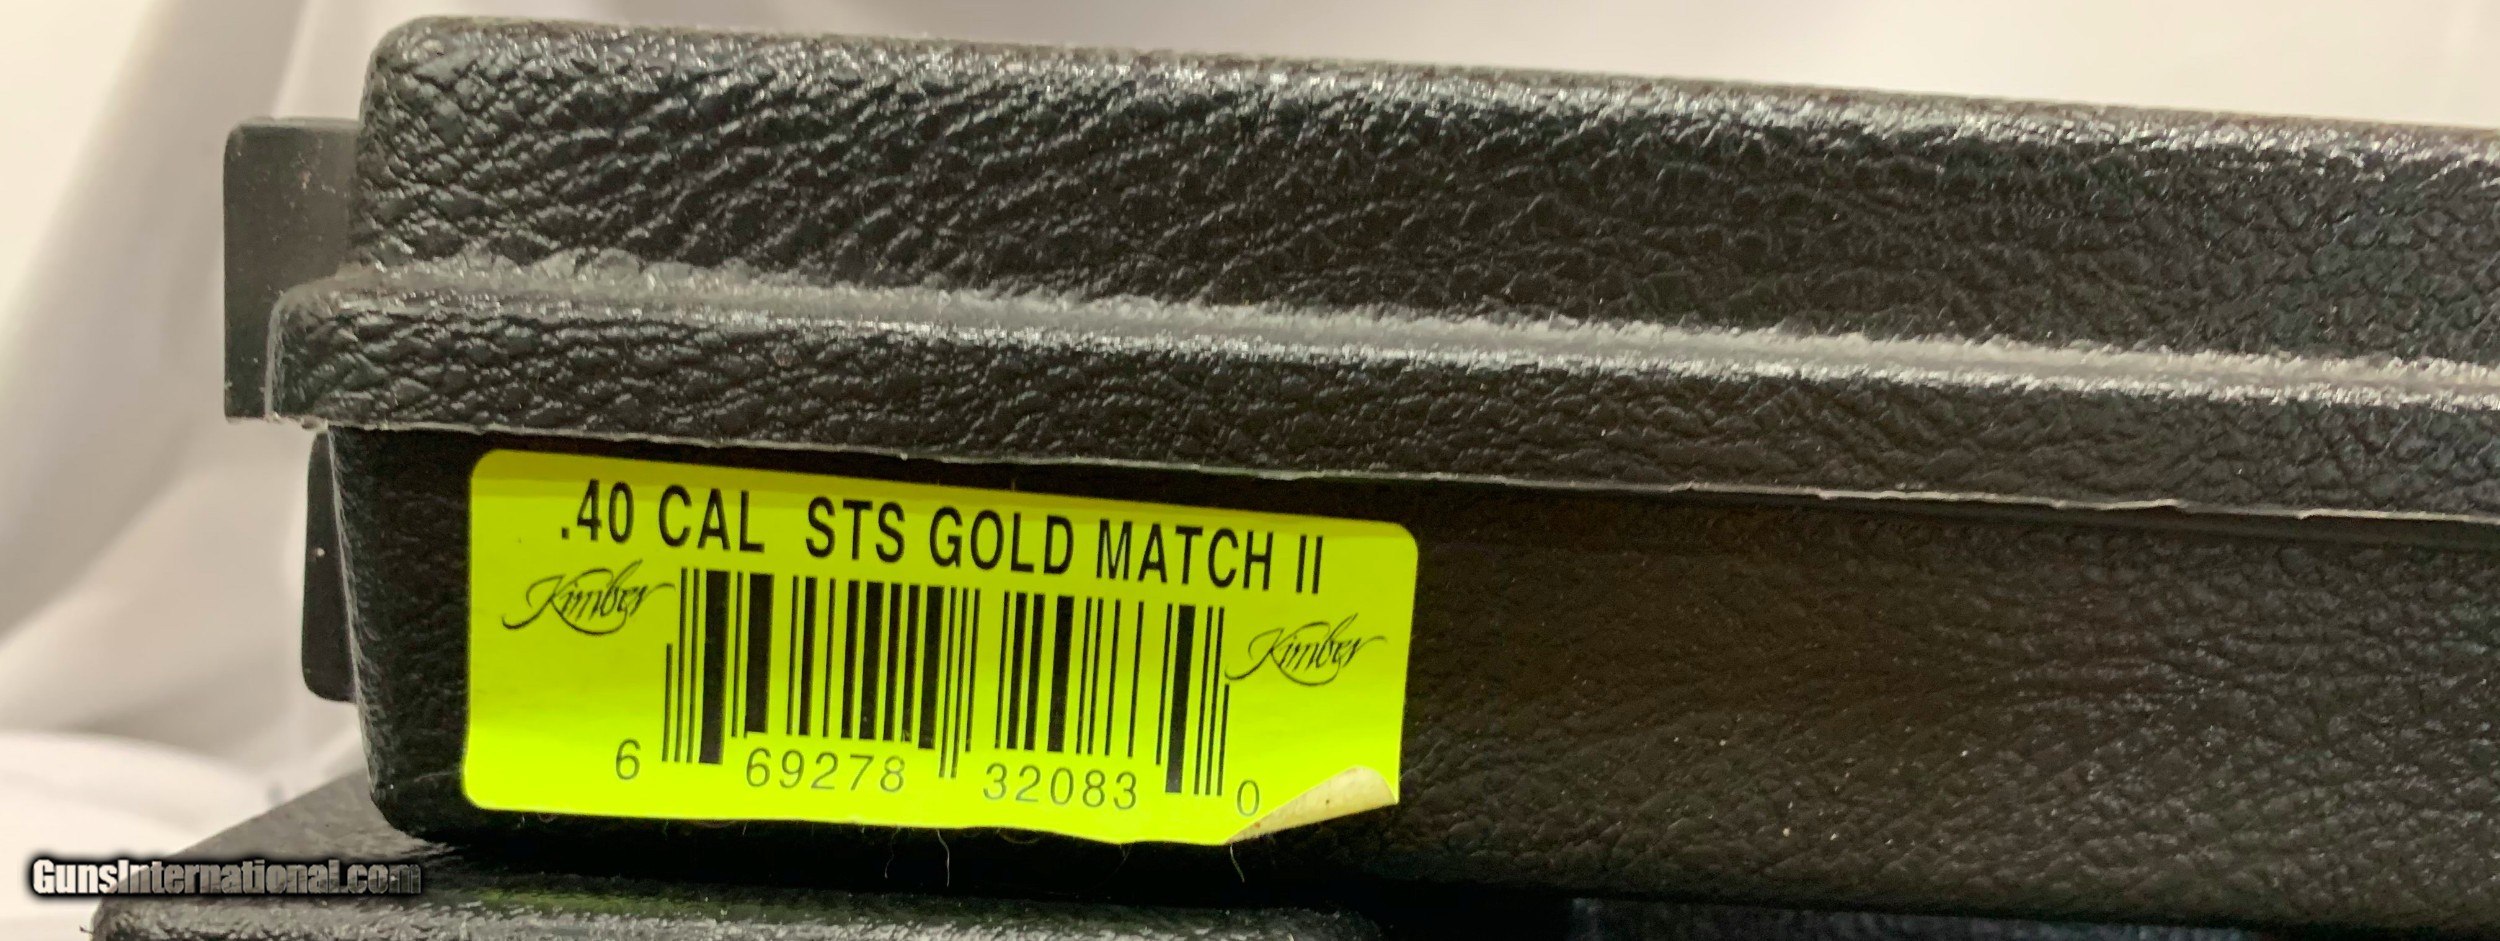 .40 CAL STS GOLD MATCH II
Kimber
Kimber
6 69278 32083 0
GunsInternational.com